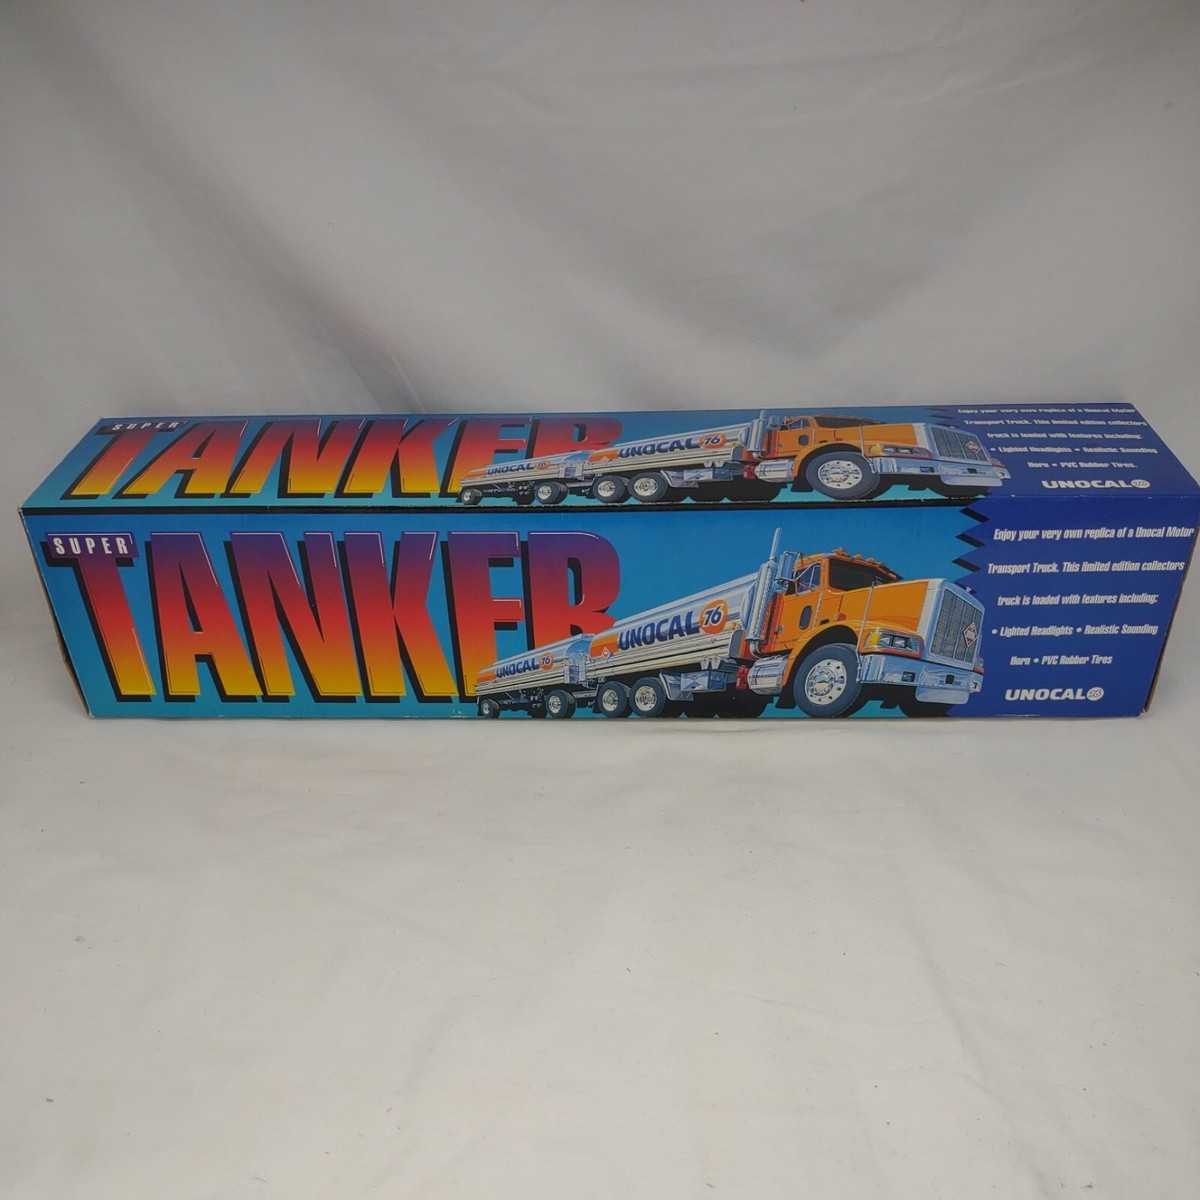 SUPER
TANKER
UNOCAL 76
UNOCAL 76
Enjoy your very own replica of a Unocal Motor
Transport Truck. This limited edition collectors
truck is loaded with features including:
• Lighted Headlights • Realistic Sounding
Horn • PVC Rubber Tires.
UNOCAL 76
SUPER
TANKER
UNOCAL 76
UNOCAL 76
Enjoy your very own replica of a Unocal Motor
Transport Truck. This limited edition collectors
truck is loaded with features including:
• Lighted Headlights • Realistic Sounding
Horn • PVC Rubber Tires
UNOCAL 76